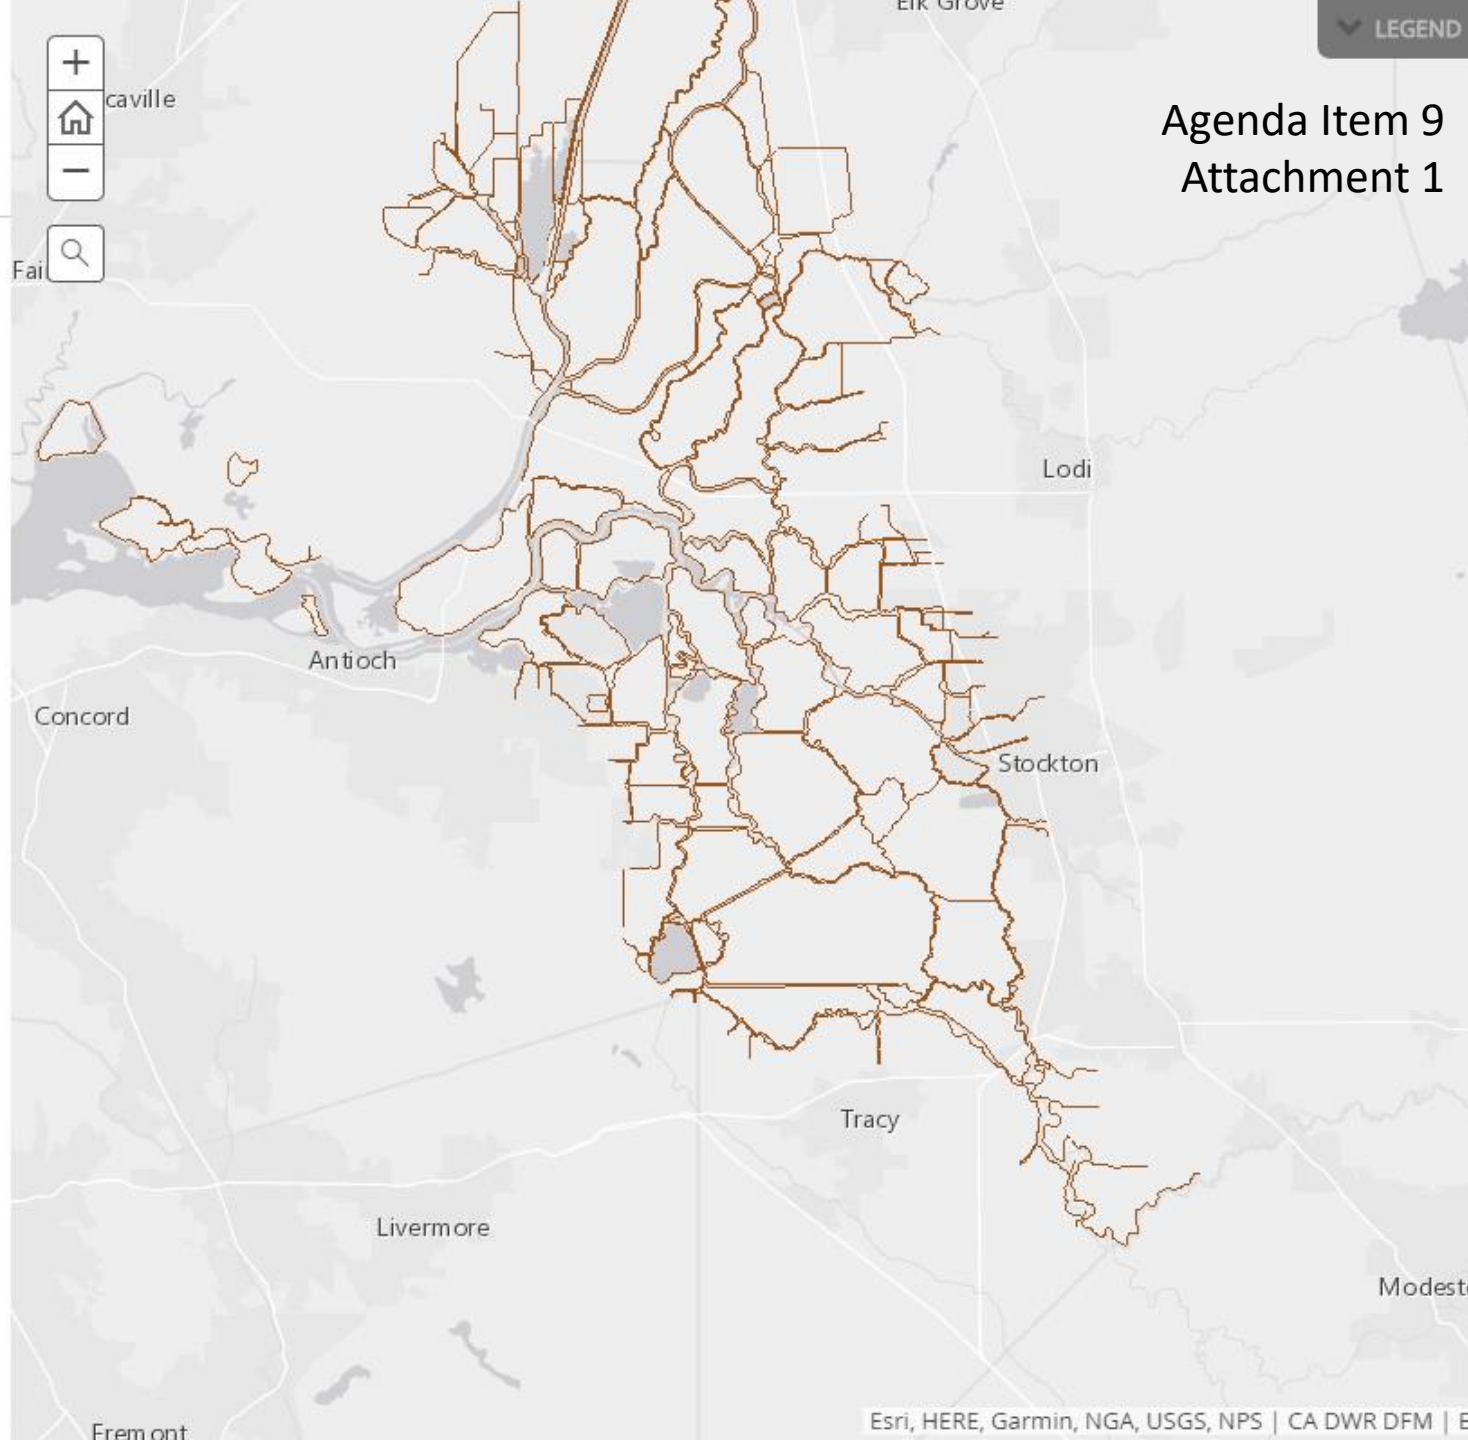 Elk Grove
LEGEND
+
caville
Agenda Item 9
Attachment 1
−
Fai
Lodi
Antioch
Concord
Stockton
Tracy
Livermore
Modest
Esri, HERE, Garmin, NGA, USGS, NPS | CA DWR DFM | E
Fremont